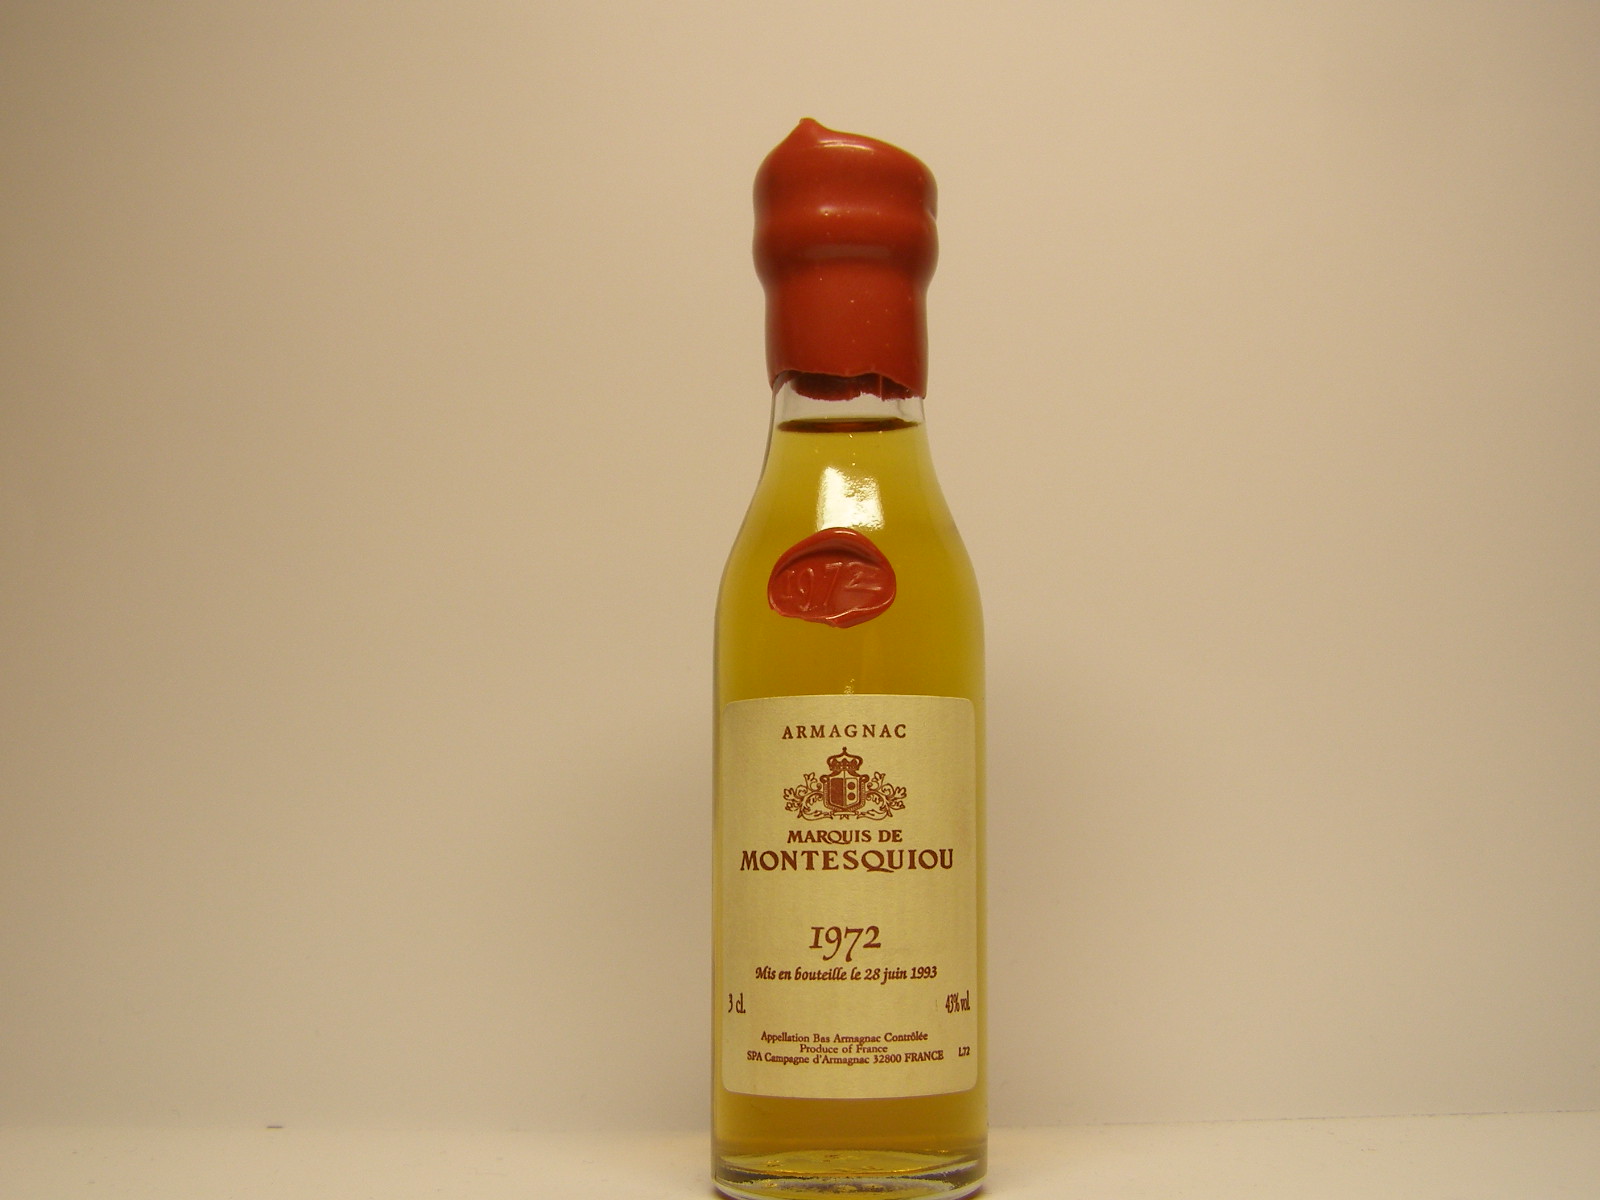 1972
ARMAGNAC
MARQUIS DE
MONTESQUIOU
1972
Mis en bouteille le 28 juin 1993
3 cl. 43% vol.
Appellation Bas Armagnac Contrôlée
Produce of France
SPA Campagne d'Armagnac 32800 FRANCE L72